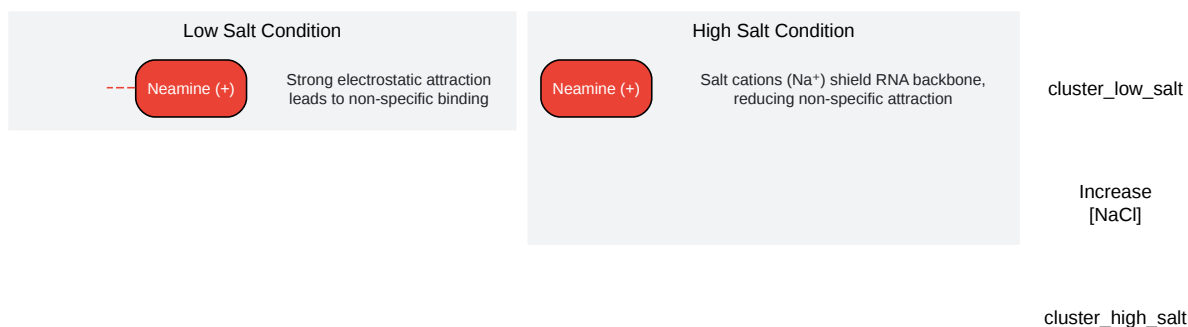 Low Salt Condition
Neamine (+)
Strong electrostatic attraction
leads to non-specific binding
High Salt Condition
Neamine (+)
Salt cations (Na⁺) shield RNA backbone,
reducing non-specific attraction
cluster_low_salt
Increase
[NaCl]
cluster_high_salt